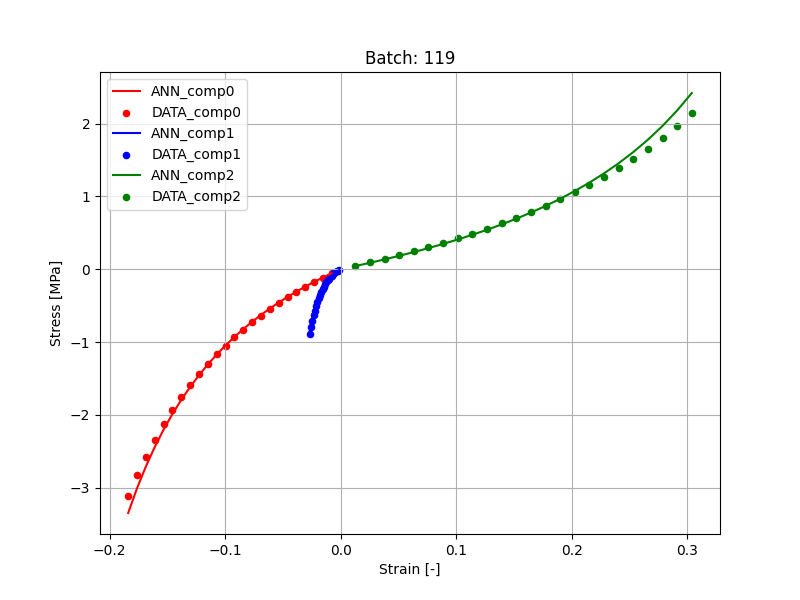 Batch: 119
ANN_comp0
DATA_comp0
ANN_comp1
DATA_comp1
ANN_comp2
DATA_comp2
2
1
0
−1
−2
−3
Stress [MPa]
−0.2
−0.1
0.0
0.1
0.2
0.3
Strain [-]